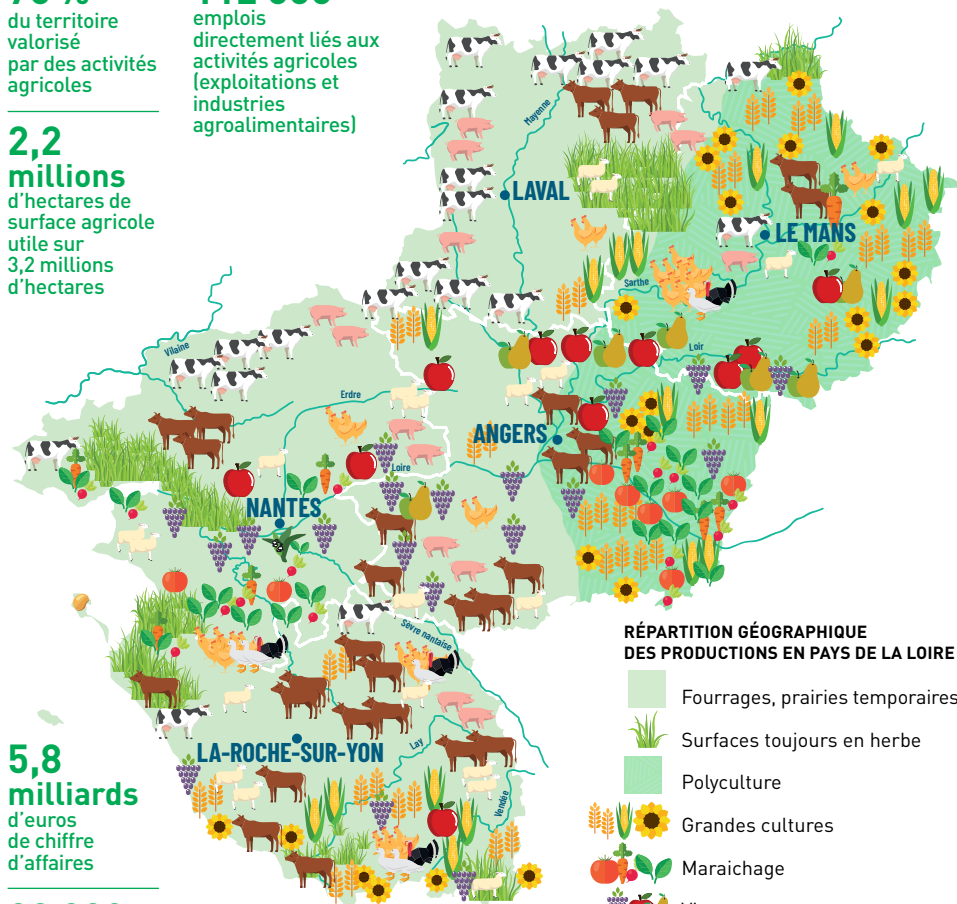 du territoire
valorisé
par des activités
agricoles
emplois
directement liés aux
activités agricoles
(exploitations et
industries
agroalimentaires)
2,2
millions
d'hectares de
surface agricole
utile sur
3,2 millions
d'hectares
5,8
milliards
d'euros
de chiffre
d'affaires
Mayenne
LAVAL
LE MANS
Sarthe
Vilaine
Loir
Erdre
ANGERS
Loire
NANTES
Sèvre nantaise
LA-ROCHE-SUR-YON
Lay
Vendée
RÉPARTITION GÉOGRAPHIQUE
DES PRODUCTIONS EN PAYS DE LA LOIRE
Fourrages, prairies temporaires
Surfaces toujours en herbe
Polyculture
Grandes cultures
Maraichage